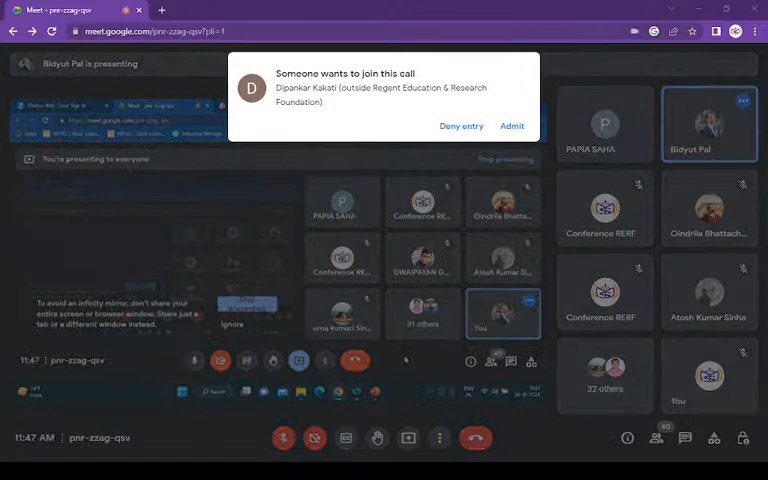 Meet - pnr-zzag-qsv
meet.google.com/pnr-zzag-qsv?pli=1
Bidyut Pal is presenting
Someone wants to join this call
D
Dipankar Kakati (outside Regent Education & Research
Foundation)
Deny entry
Admit
You're presenting to everyone
Stop presenting
P
PAPIA SAHA
Conference RE...
Oindrila Bhatta...
Conference RE...
DWAIPAYAN G...
Atosh Kumar Si...
31 others
You
To avoid an infinity mirror, don't share your
entire screen or browser window. Share just a
tab or a different window instead.
Stop
Ignore
11:47
pnr-zzag-qsv
40
P
PAPIA SAHA
Bidyut Pal
Conference RERF
Oindrila Bhattach...
Conference RERF
Atosh Kumar Sinha
32 others
You
11:47 AM | pnr-zzag-qsv
40